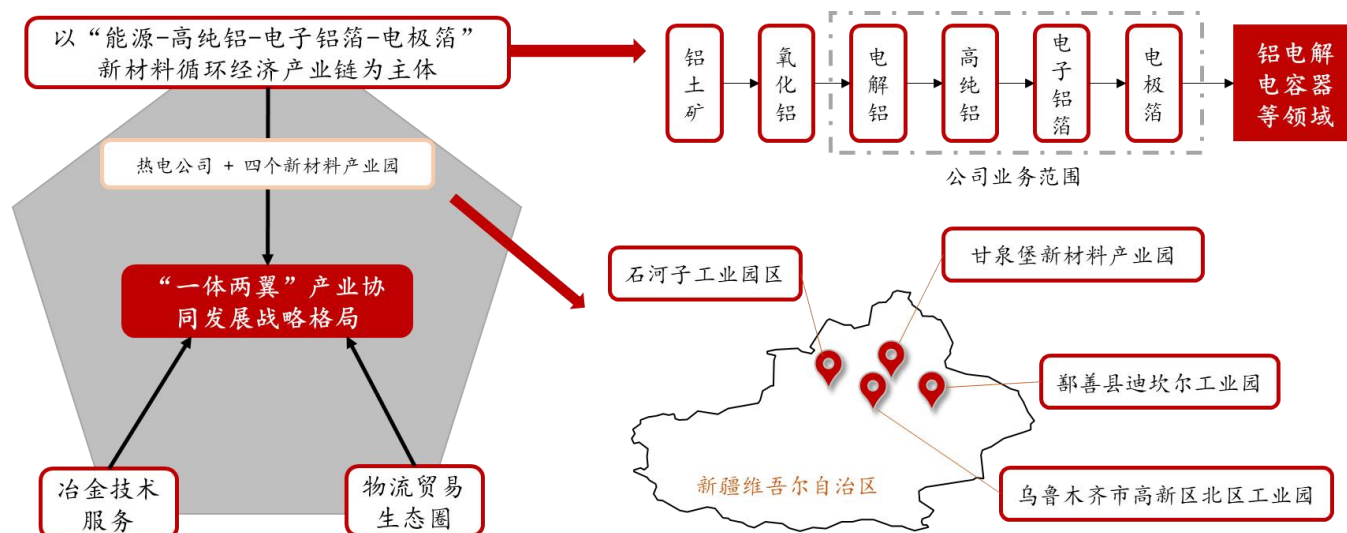 以“能源-高纯铝-电子铝箔-电极箔”
新材料循环经济产业链为主体
热电公司 + 四个新材料产业园
“一体两翼”产业协
同发展战略格局
冶金技术
服务
物流贸易
生态圈
铝土矿
氧化铝
电解铝
高纯铝
电子铝箔
电极箔
铝电解
电容器
等领域
公司业务范围
石河子工业园区
甘泉堡新材料产业园
鄯善县迪坎尔工业园
新疆维吾尔自治区
乌鲁木齐市高新区北区工业园